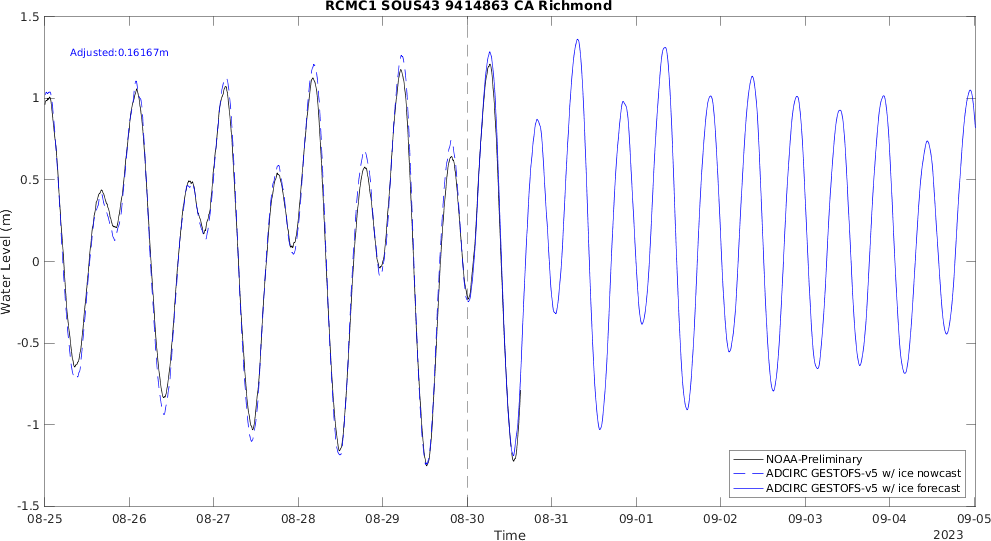 RCMC1 SOUS43 9414863 CA Richmond
Adjusted:0.16167m
Water Level (m)
1.5
1
0.5
0
-0.5
-1
-1.5
NOAA-Preliminary
ADCIRC GESTOFS-v5 w/ ice nowcast
ADCIRC GESTOFS-v5 w/ ice forecast
08-25 08-26 08-27 08-28 08-29 08-30 08-31 09-01 09-02 09-03 09-04 09-05
Time
2023